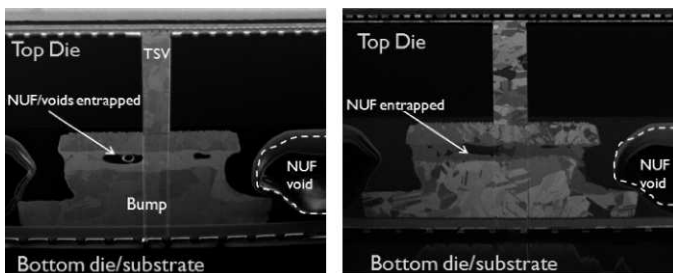 Top Die
TSV
NUF/voids entrapped
NUF
void
Bump
Bottom die/substrate
Top Die
NUF entrapped
NUF
void
Bottom die/substrate